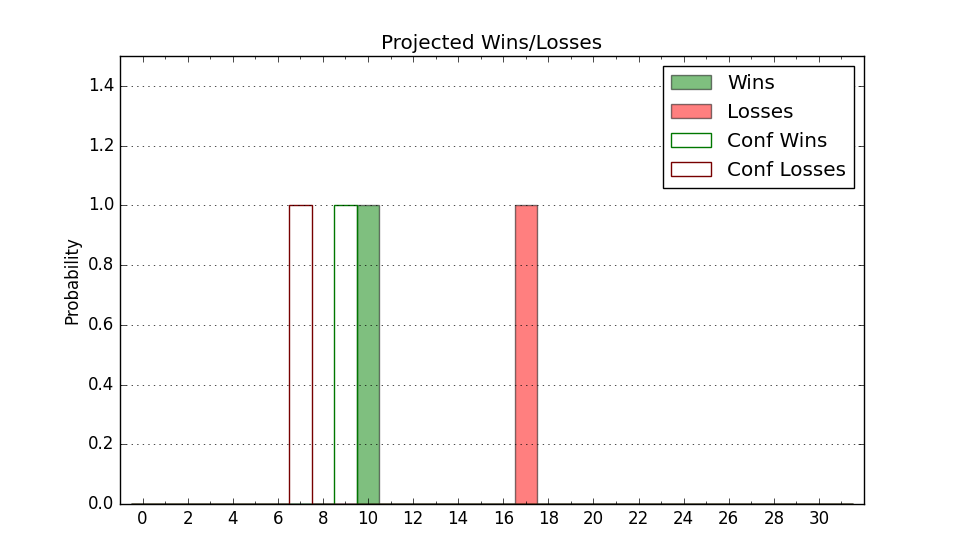 Projected Wins/Losses
Wins
Losses
Conf Wins
Conf Losses
Probability
1.4
1.2
1.0
0.8
0.6
0.4
0.2
0.0
0 2 4 6 8 10 12 14 16 18 20 22 24 26 28 30